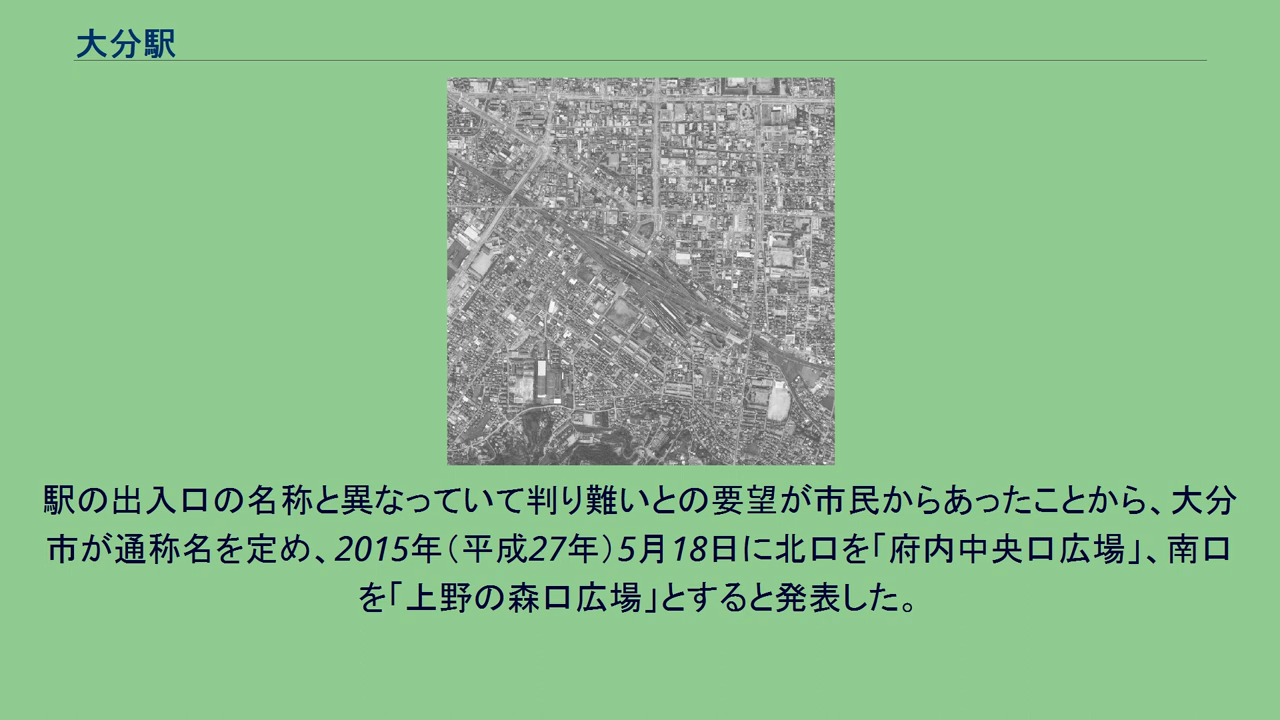 大分駅
駅の出入口の名称と異なっていて判り難いとの要望が市民からあったことから、大分
市が通称名を定め、2015年（平成27年）5月18日に北口を「府内中央口広場」、南口
を「上野の森口広場」とすると発表した。